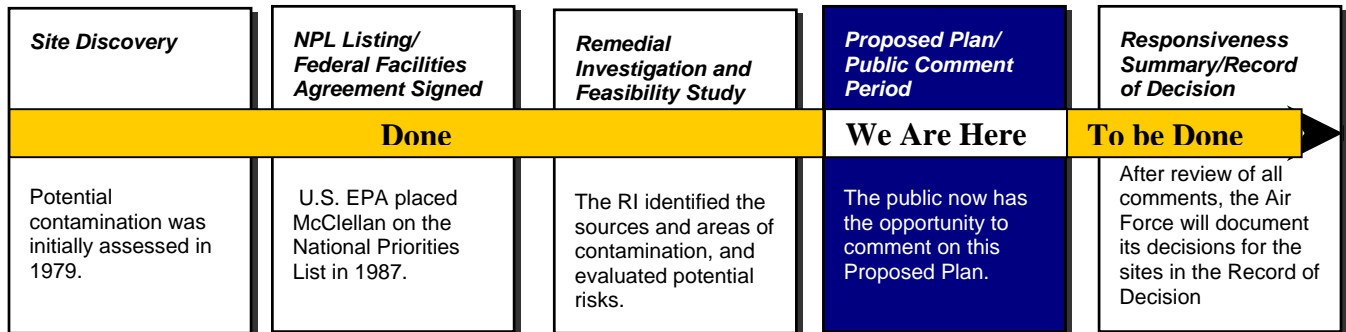 Site Discovery
NPL Listing/
Federal Facilities
Agreement Signed
Remedial
Investigation and
Feasibility Study
Proposed Plan/
Public Comment
Period
Responsiveness
Summary/Record
of Decision
Done
We Are Here
To be Done
Potential
contamination was
initially assessed in
1979.
U.S. EPA placed
McClellan on the
National Priorities
List in 1987.
The RI identified the
sources and areas of
contamination, and
evaluated potential
risks.
The public now has
the opportunity to
comment on this
Proposed Plan.
After review of all
comments, the Air
Force will document
its decisions for the
sites in the Record of
Decision